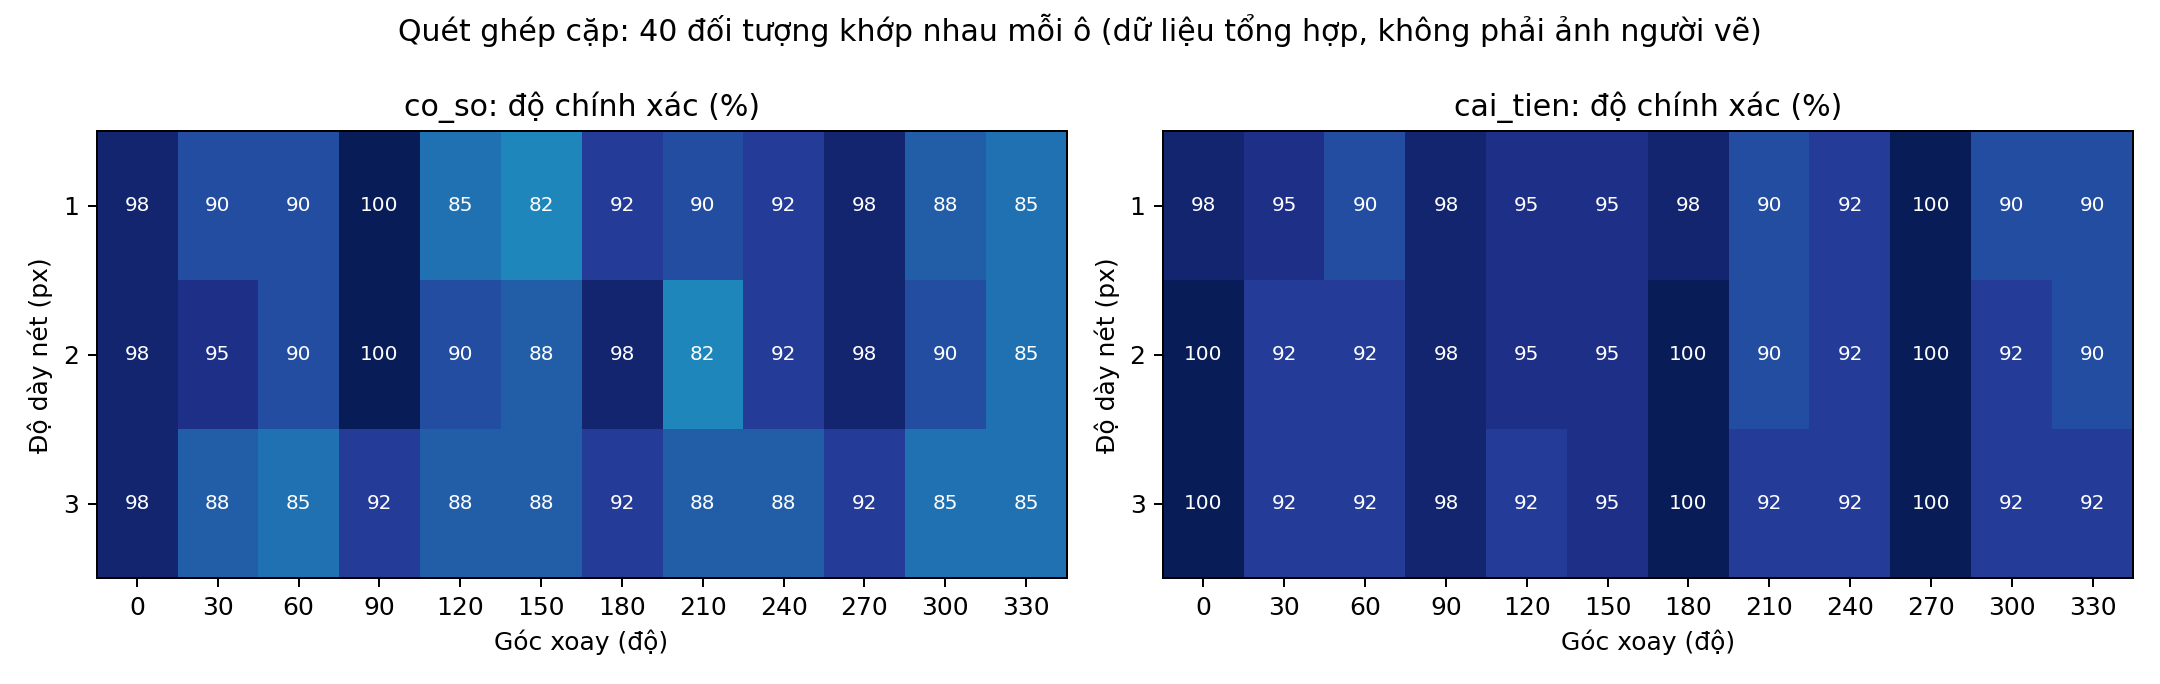 Quét ghép cặp: 40 đối tượng khớp nhau mỗi ô (dữ liệu tổng hợp, không phải ảnh người vẽ)
co_so: độ chính xác (%)
Độ dày nét (px)
1 98 90 90 100 85 82 92 90 92 98 88 85
2 98 95 90 100 90 88 98 82 92 98 90 85
3 98 88 85 92 88 88 92 88 88 92 85 85
0 30 60 90 120 150 180 210 240 270 300 330
Góc xoay (độ)
cai_tien: độ chính xác (%)
Độ dày nét (px)
1 98 95 90 98 95 95 98 90 92 100 90 90
2 100 92 92 98 95 95 100 90 92 100 92 90
3 100 92 92 98 92 95 100 92 92 100 92 92
0 30 60 90 120 150 180 210 240 270 300 330
Góc xoay (độ)